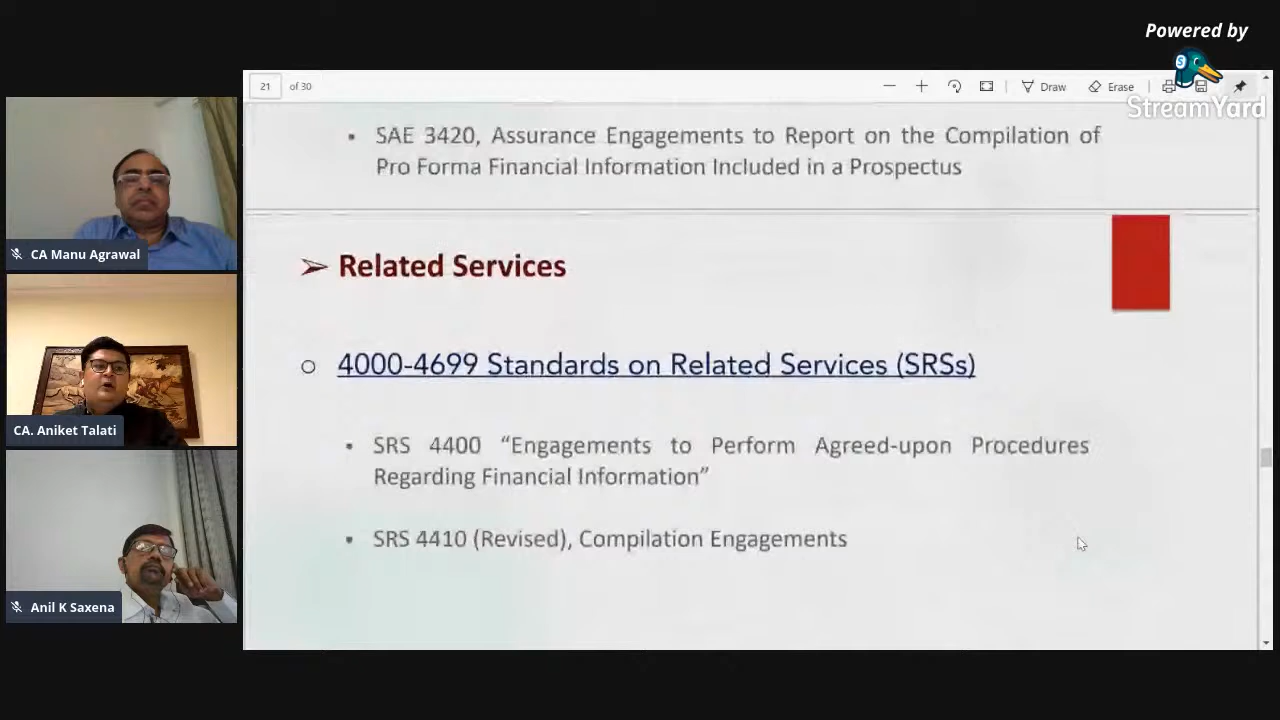 Powered by
StreamYard
21 of 30
Draw
Erase
▪ SAE 3420, Assurance Engagements to Report on the Compilation of
Pro Forma Financial Information Included in a Prospectus
➢ Related Services
o 4000-4699 Standards on Related Services (SRSs)
▪ SRS 4400 “Engagements to Perform Agreed-upon Procedures
Regarding Financial Information”
▪ SRS 4410 (Revised), Compilation Engagements
CA Manu Agrawal
CA. Aniket Talati
Anil K Saxena